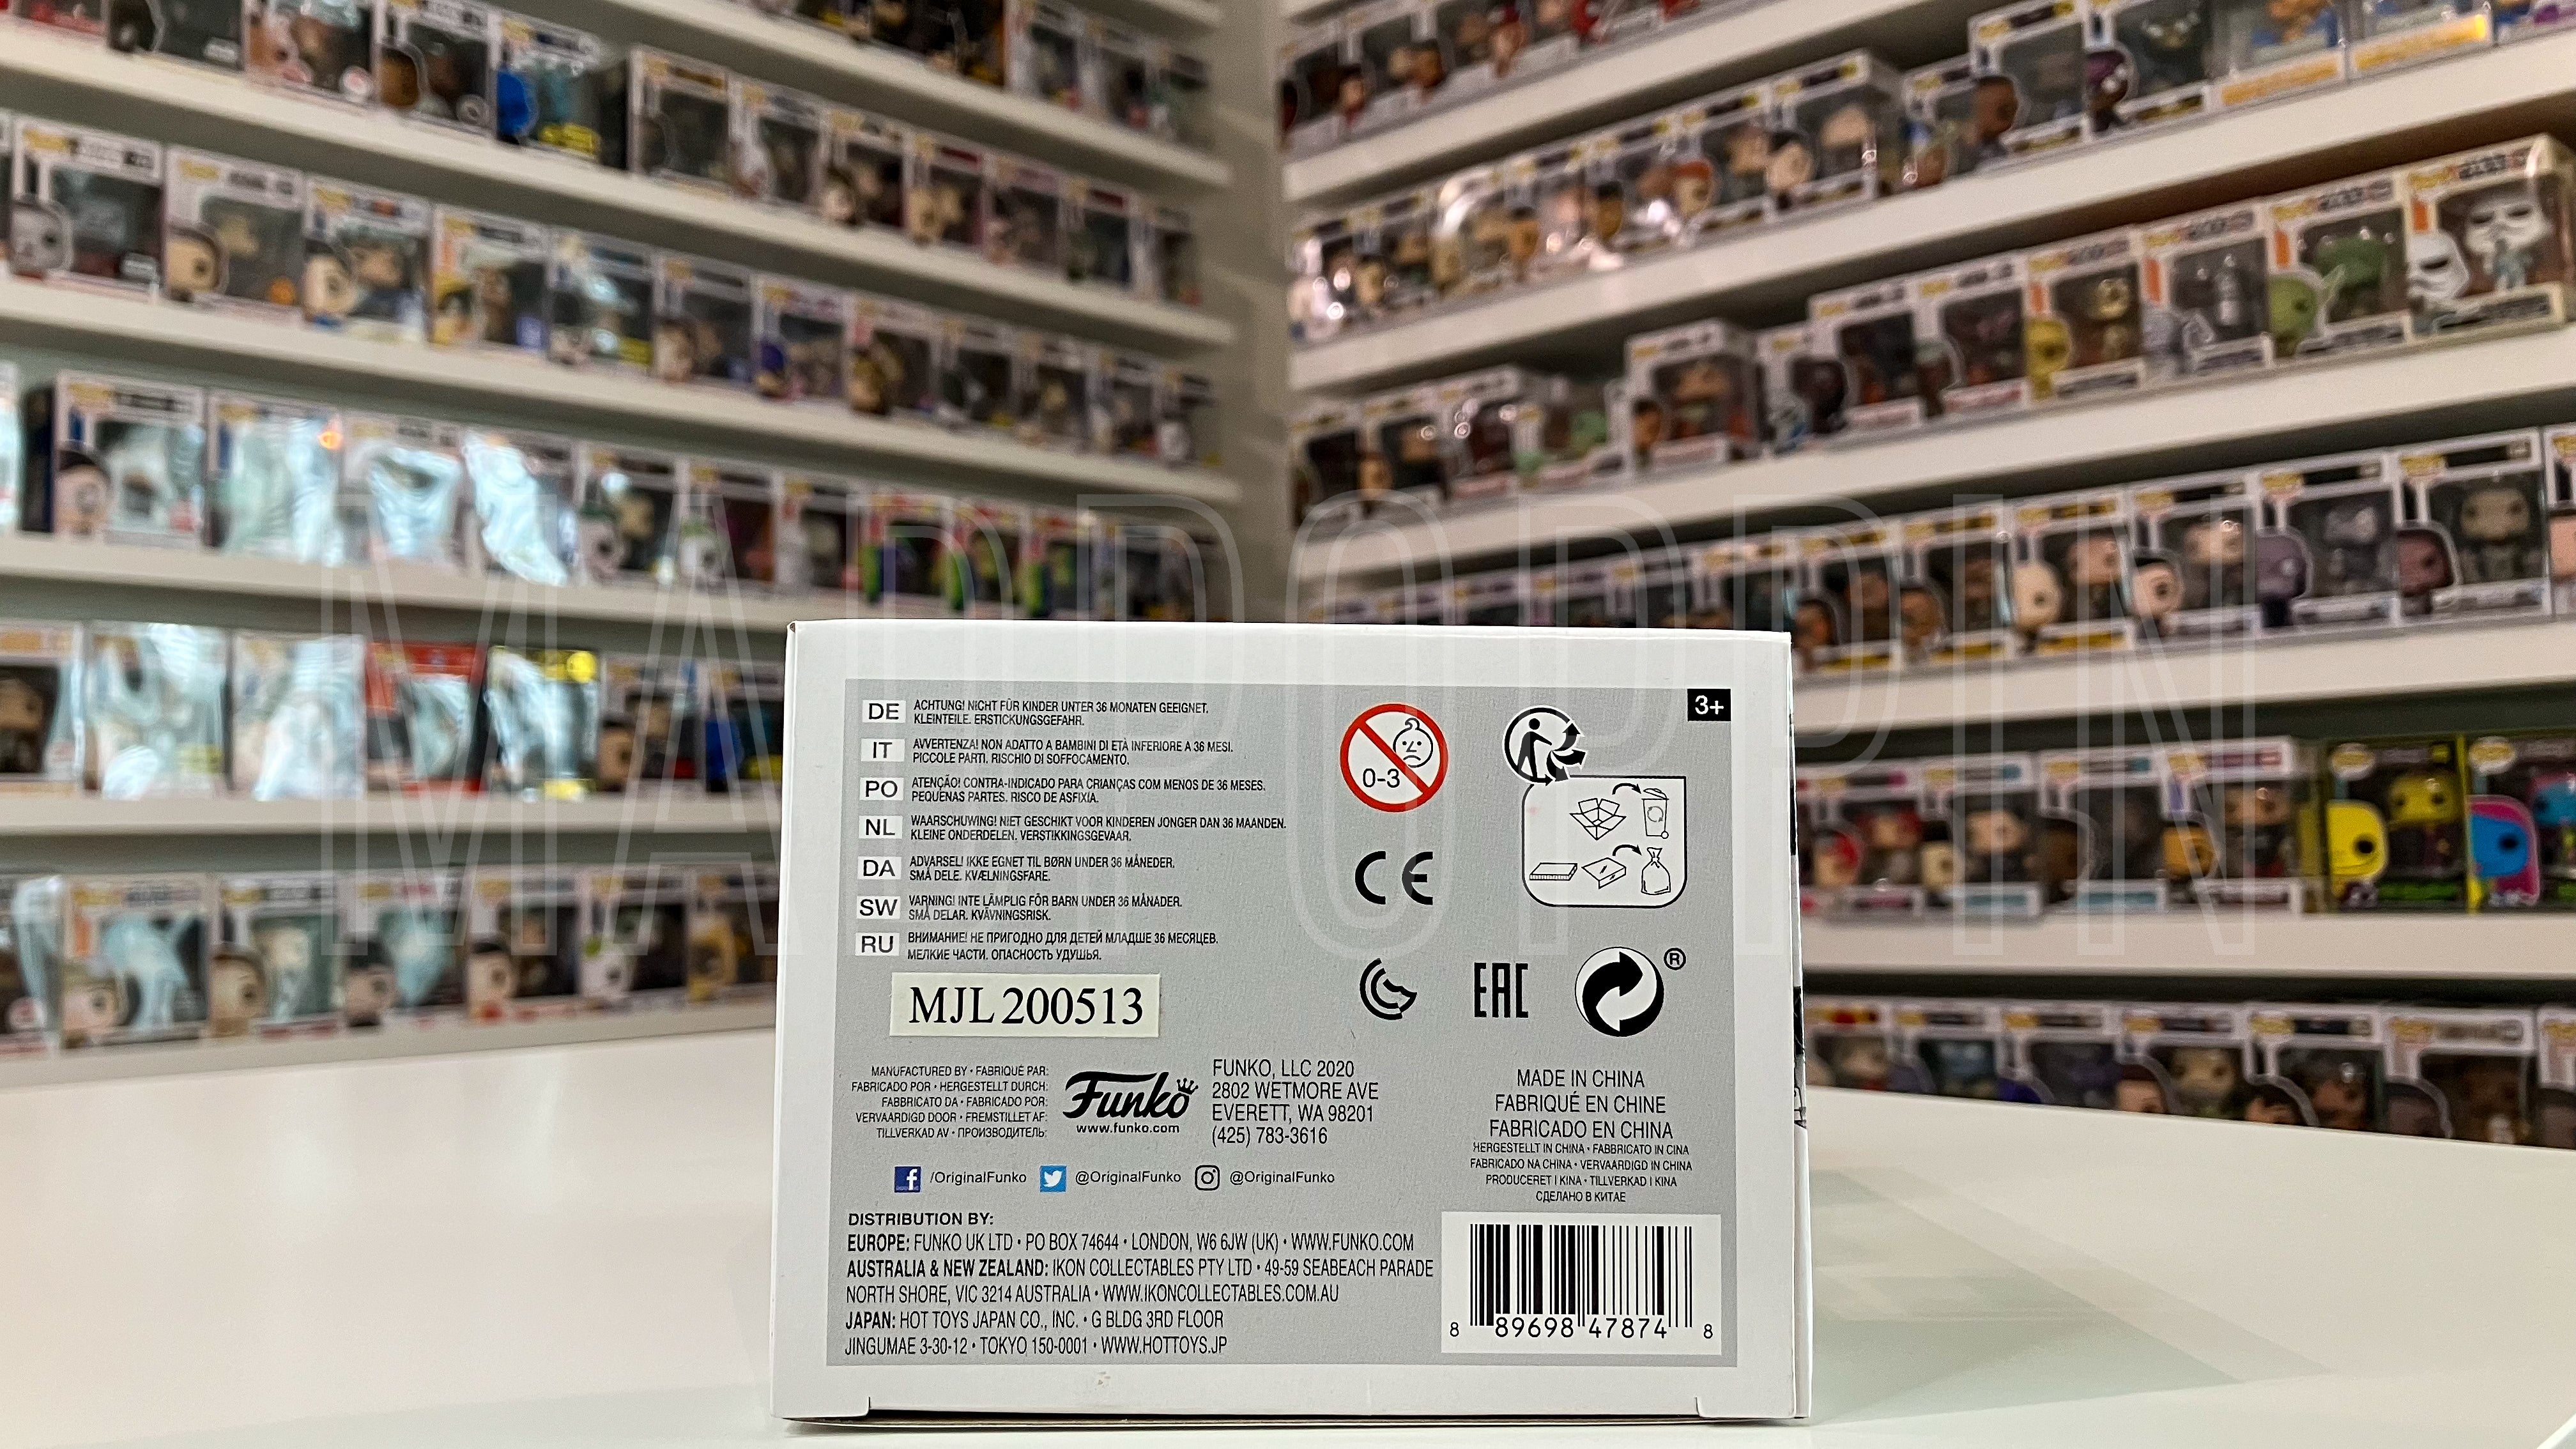 MADDOPPIN
3+
DE ACHTUNG! NICHT FÜR KINDER UNTER 36 MONATEN GEEIGNET.
KLEINTEILE. ERSTICKUNGSGEFAHR.
IT AVVERTENZA! NON ADATTO A BAMBINI DI ETÀ INFERIORE A 36 MESI.
PICCOLE PARTI. RISCHIO DI SOFFOCAMENTO.
PO ATENÇÃO! CONTRA-INDICADO PARA CRIANÇAS COM MENOS DE 36 MESES.
PEQUENAS PARTES. RISCO DE ASFIXIA.
NL WAARSCHUWING! NIET GESCHIKT VOOR KINDEREN JONGER DAN 36 MAANDEN.
KLEINE ONDERDELEN. VERSTIKKINGSGEVAAR.
DA ADVARSEL! IKKE EGNET TIL BØRN UNDER 36 MÅNEDER.
SMÅ DELE. KVÆLNINGSFARE.
SW VARNING! INTE LÄMPLIG FÖR BARN UNDER 36 MÅNADER.
SMÅ DELAR. KVÄVNINGSRISK.
RU ВНИМАНИЕ! НЕ ПРИГОДНО ДЛЯ ДЕТЕЙ МЛАДШЕ 36 МЕСЯЦЕВ.
МЕЛКИЕ ЧАСТИ. ОПАСНОСТЬ УДУШЬЯ.
0-3
CE
EAC
®
MJL 200513
MANUFACTURED BY • FABRIQUÉ PAR:
FABRICADO POR • HERGESTELLT DURCH:
FABBRICATO DA • FABRICADO POR:
VERVAARDIGD DOOR • FREMSTILLET AF:
TILLVERKAD AV • ПРОИЗВОДИТЕЛЬ:
Funko
www.funko.com
FUNKO, LLC 2020
2802 WETMORE AVE
EVERETT, WA 98201
(425) 783-3616
MADE IN CHINA
FABRIQUÉ EN CHINE
FABRICADO EN CHINA
HERGESTELLT IN CHINA • FABBRICATO IN CINA
FABRICADO NA CHINA • VERVAARDIGD IN CHINA
PRODUCERET I KINA • TILLVERKAD I KINA
СДЕЛАНО В КИТАЕ
/OriginalFunko @OriginalFunko @OriginalFunko
DISTRIBUTION BY:
EUROPE: FUNKO UK LTD • PO BOX 74644 • LONDON, W6 6JW (UK) • WWW.FUNKO.COM
AUSTRALIA & NEW ZEALAND: IKON COLLECTABLES PTY LTD • 49-59 SEABEACH PARADE
NORTH SHORE, VIC 3214 AUSTRALIA • WWW.IKONCOLLECTABLES.COM.AU
JAPAN: HOT TOYS JAPAN CO., INC. • G BLDG 3RD FLOOR
JINGUMAE 3-30-12 • TOKYO 150-0001 • WWW.HOTTOYS.JP
8 89698 47874 8